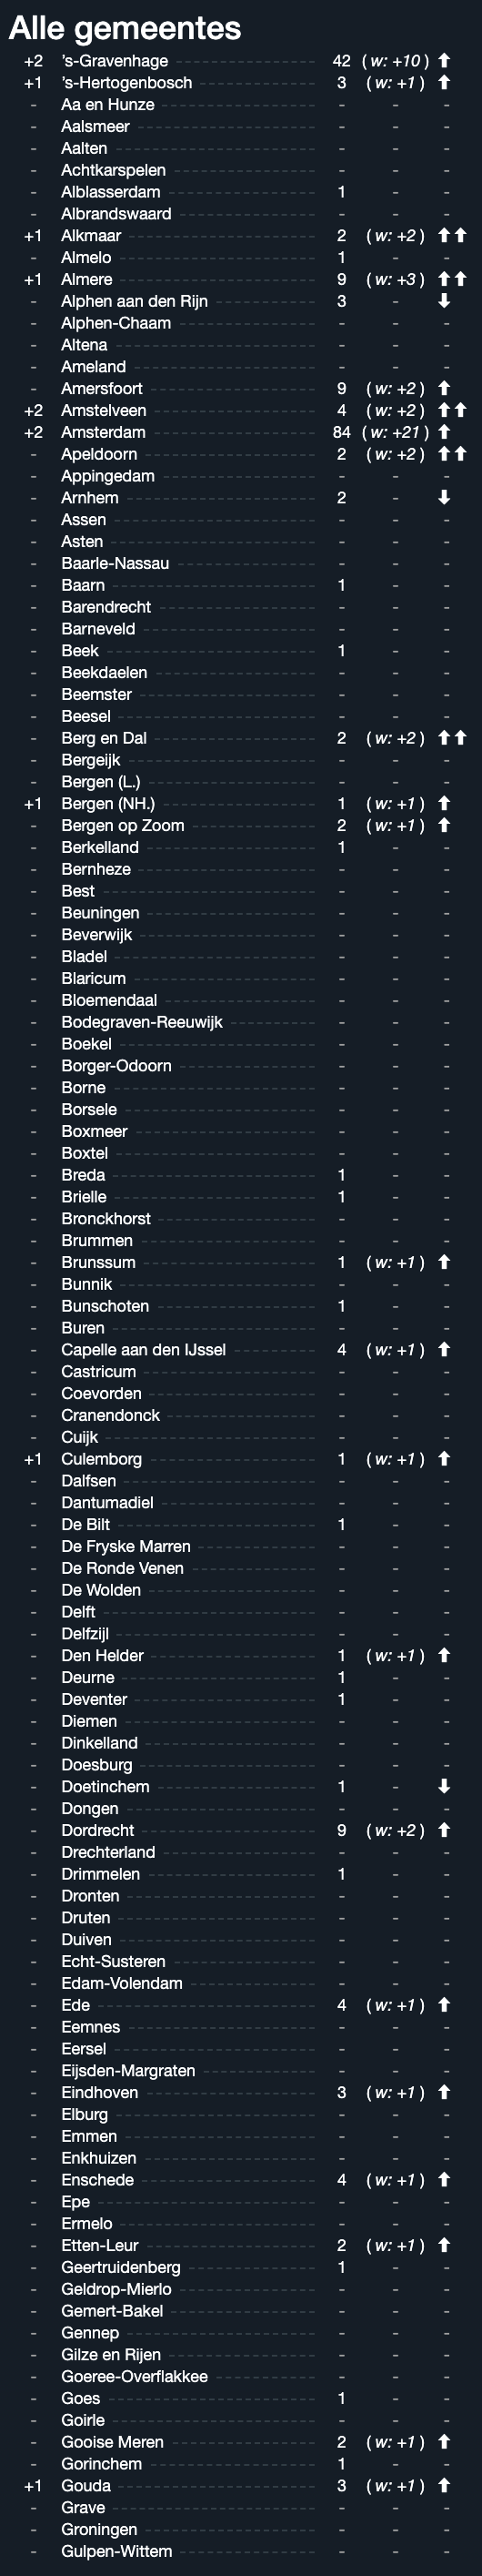 Alle gemeentes
+2 ’s-Gravenhage 42 ( w: +10 ) ⬆
+1 ’s-Hertogenbosch 3 ( w: +1 ) ⬆
- Aa en Hunze - - -
- Aalsmeer - - -
- Aalten - - -
- Achtkarspelen - - -
- Alblasserdam 1 - -
- Albrandswaard - - -
+1 Alkmaar 2 ( w: +2 ) ⬆⬆
- Almelo 1 - -
+1 Almere 9 ( w: +3 ) ⬆⬆
- Alphen aan den Rijn 3 - ⬇
- Alphen-Chaam - - -
- Altena - - -
- Ameland - - -
- Amersfoort 9 ( w: +2 ) ⬆
+2 Amstelveen 4 ( w: +2 ) ⬆⬆
+2 Amsterdam 84 ( w: +21 ) ⬆
- Apeldoorn 2 ( w: +2 ) ⬆⬆
- Appingedam - - -
- Arnhem 2 - ⬇
- Assen - - -
- Asten - - -
- Baarle-Nassau - - -
- Baarn 1 - -
- Barendrecht - - -
- Barneveld - - -
- Beek 1 - -
- Beekdaelen - - -
- Beemster - - -
- Beesel - - -
- Berg en Dal 2 ( w: +2 ) ⬆⬆
- Bergeijk - - -
- Bergen (L.) - - -
+1 Bergen (NH.) 1 ( w: +1 ) ⬆
- Bergen op Zoom 2 ( w: +1 ) ⬆
- Berkelland 1 - -
- Bernheze - - -
- Best - - -
- Beuningen - - -
- Beverwijk - - -
- Bladel - - -
- Blaricum - - -
- Bloemendaal - - -
- Bodegraven-Reeuwijk - - -
- Boekel - - -
- Borger-Odoorn - - -
- Borne - - -
- Borsele - - -
- Boxmeer - - -
- Boxtel - - -
- Breda 1 - -
- Brielle 1 - -
- Bronckhorst - - -
- Brummen - - -
- Brunssum 1 ( w: +1 ) ⬆
- Bunnik - - -
- Bunschoten 1 - -
- Buren - - -
- Capelle aan den IJssel 4 ( w: +1 ) ⬆
- Castricum - - -
- Coevorden - - -
- Cranendonck - - -
- Cuijk - - -
+1 Culemborg 1 ( w: +1 ) ⬆
- Dalfsen - - -
- Dantumadiel - - -
- De Bilt 1 - -
- De Fryske Marren - - -
- De Ronde Venen - - -
- De Wolden - - -
- Delft - - -
- Delfzijl - - -
- Den Helder 1 ( w: +1 ) ⬆
- Deurne 1 - -
- Deventer 1 - -
- Diemen - - -
- Dinkelland - - -
- Doesburg - - -
- Doetinchem 1 - ⬇
- Dongen - - -
- Dordrecht 9 ( w: +2 ) ⬆
- Drechterland - - -
- Drimmelen 1 - -
- Dronten - - -
- Druten - - -
- Duiven - - -
- Echt-Susteren - - -
- Edam-Volendam - - -
- Ede 4 ( w: +1 ) ⬆
- Eemnes - - -
- Eersel - - -
- Eijsden-Margraten - - -
- Eindhoven 3 ( w: +1 ) ⬆
- Elburg - - -
- Emmen - - -
- Enkhuizen - - -
- Enschede 4 ( w: +1 ) ⬆
- Epe - - -
- Ermelo - - -
- Etten-Leur 2 ( w: +1 ) ⬆
- Geertruidenberg 1 - -
- Geldrop-Mierlo - - -
- Gemert-Bakel - - -
- Gennep - - -
- Gilze en Rijen - - -
- Goeree-Overflakkee - - -
- Goes 1 - -
- Goirle - - -
- Gooise Meren 2 ( w: +1 ) ⬆
- Gorinchem 1 - -
+1 Gouda 3 ( w: +1 ) ⬆
- Grave - - -
- Groningen - - -
- Gulpen-Wittem - - -